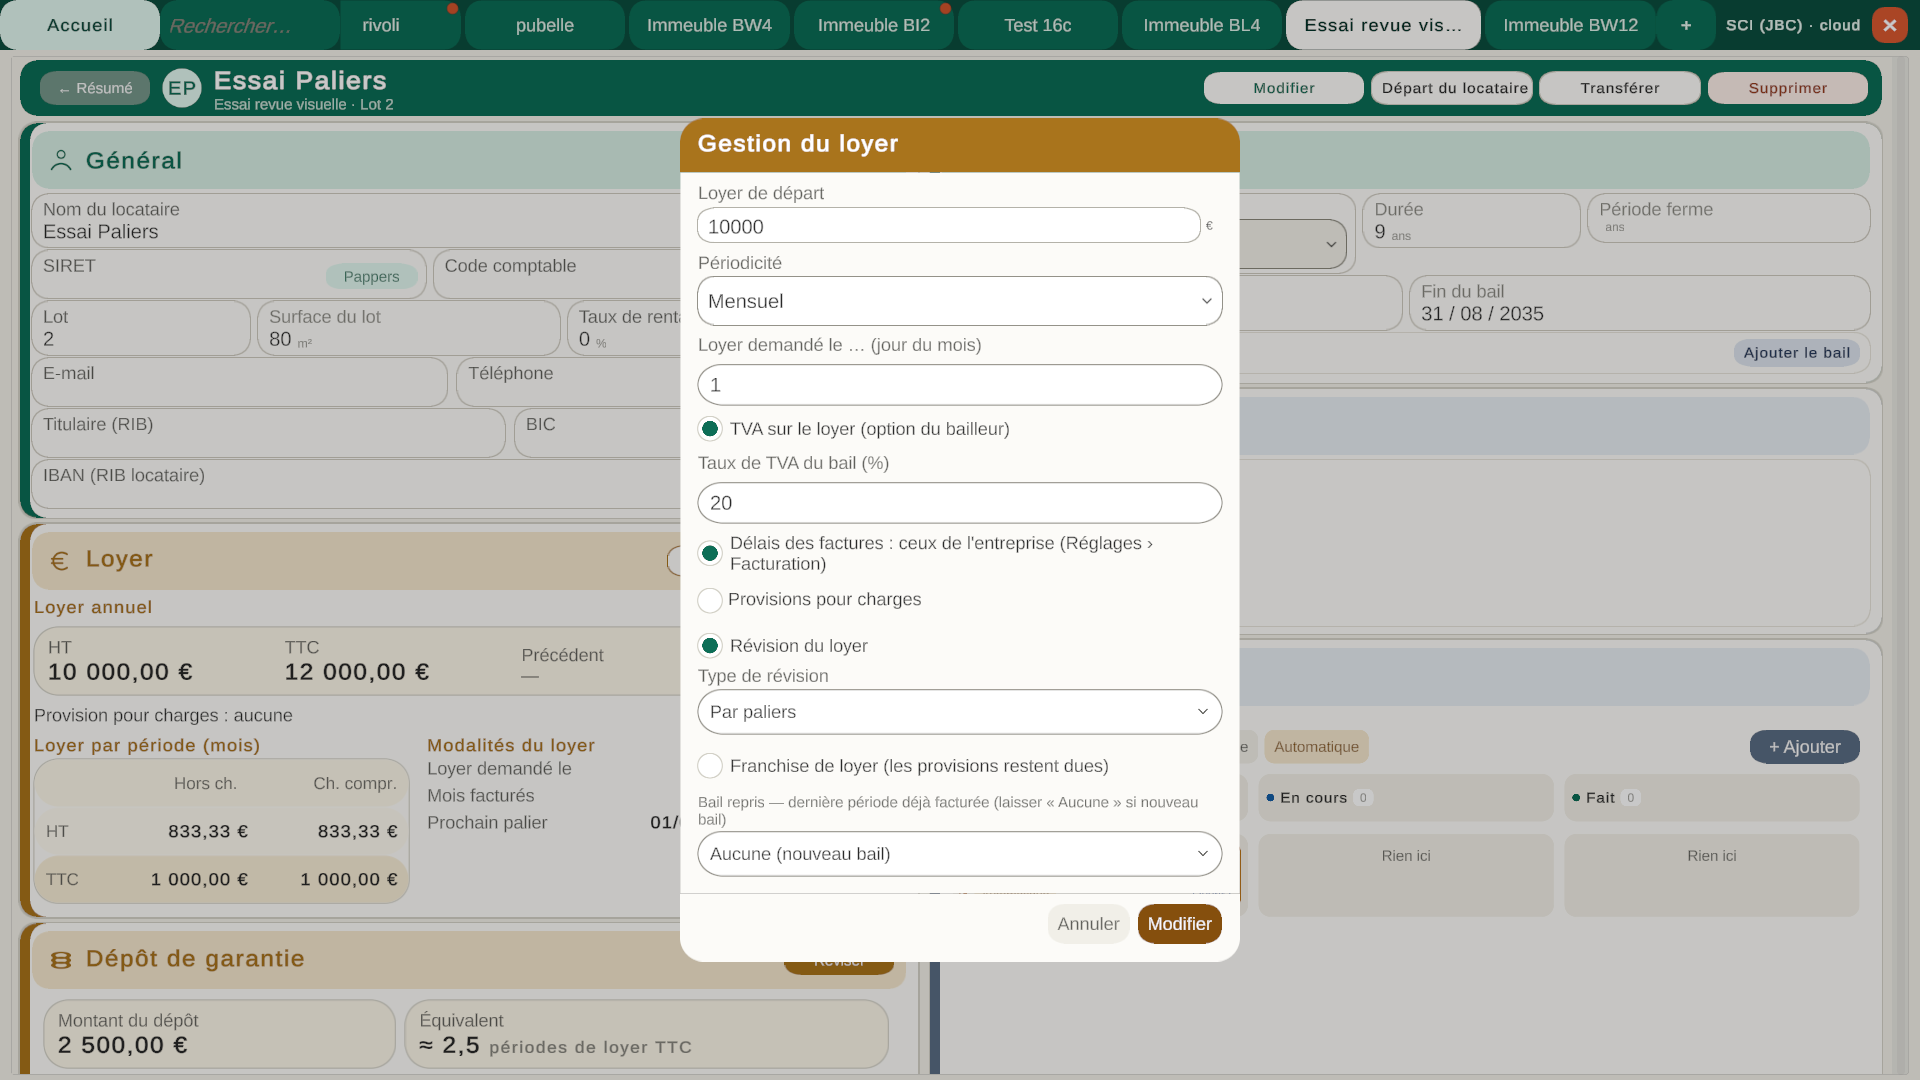 Accueil
Rechercher...
rivoli
pubelle
Immeuble BW4
Immeuble BI2
Test 16c
Immeuble BL4
Essai revue vis...
Immeuble BW12
+
SCI (JBC) · cloud
← Résumé
EP
Essai Paliers
Essai revue visuelle · Lot 2
Modifier
Départ du locataire
Transférer
Supprimer
Général
Nom du locataire
Essai Paliers
SIRET
Pappers
Code comptable
Lot
2
Surface du lot
80 m²
Taux de rent
0 %
E-mail
Téléphone
Titulaire (RIB)
BIC
IBAN (RIB locataire)
Durée
9 ans
Période ferme
ans
Fin du bail
31 / 08 / 2035
Ajouter le bail
Loyer
Loyer annuel
HT
10 000,00 €
TTC
12 000,00 €
Précédent
—
Provision pour charges : aucune
Loyer par période (mois)
Hors ch.
Ch. compr.
HT
833,33 €
833,33 €
TTC
1 000,00 €
1 000,00 €
Modalités du loyer
Loyer demandé le
Mois facturés
Prochain palier
01/
Dépôt de garantie
Réviser
Montant du dépôt
2 500,00 €
Équivalent
≈ 2,5 périodes de loyer TTC
Gestion du loyer
Loyer de départ
10000
€
Périodicité
Mensuel
Loyer demandé le … (jour du mois)
1
TVA sur le loyer (option du bailleur)
Taux de TVA du bail (%)
20
Délais des factures : ceux de l'entreprise (Réglages ›
Facturation)
Provisions pour charges
Révision du loyer
Type de révision
Par paliers
Franchise de loyer (les provisions restent dues)
Bail repris — dernière période déjà facturée (laisser « Aucune » si nouveau
bail)
Aucune (nouveau bail)
Annuler
Modifier
e
Automatique
+ Ajouter
En cours 0
Fait 0
Rien ici
Rien ici